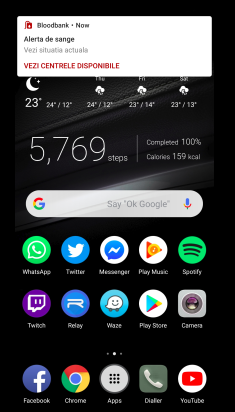 Bloodbank • Now
Alerta de sange
Vezi situatia actuala
VEZI CENTRELE DISPONIBILE
Thu Fri Sat
23° 24° / 12° 24° / 12° 23° / 14° 23° / 13°
5,769 steps
Completed 100%
Calories 159 kcal
Say "Ok Google"
WhatsApp Twitter Messenger Play Music Spotify
Twitch Relay Waze Play Store Camera
Facebook Chrome Apps Dialler YouTube